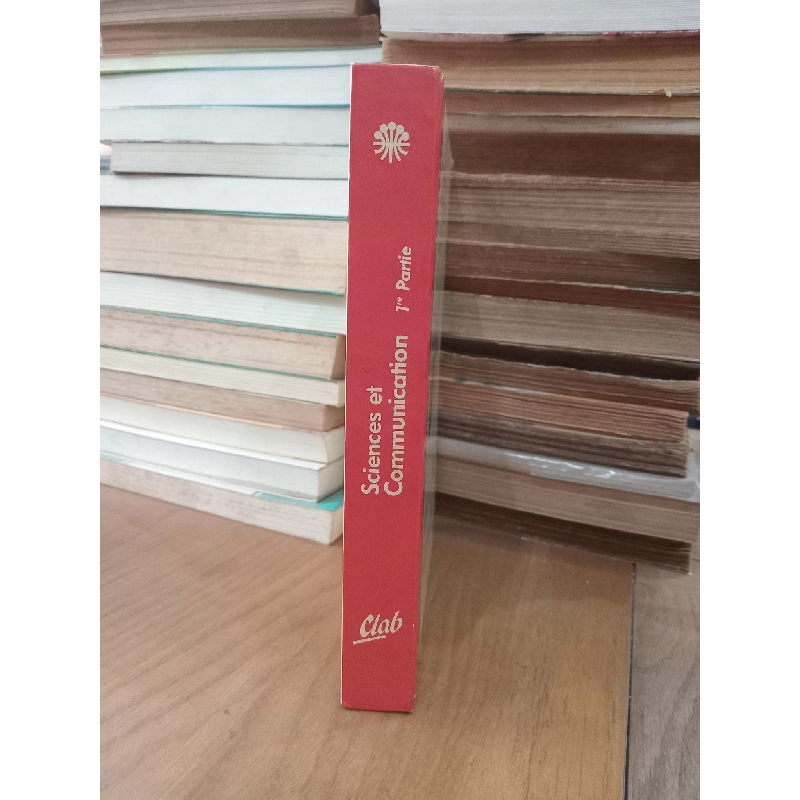 Sciences et
Communication 1re Partie
Clab